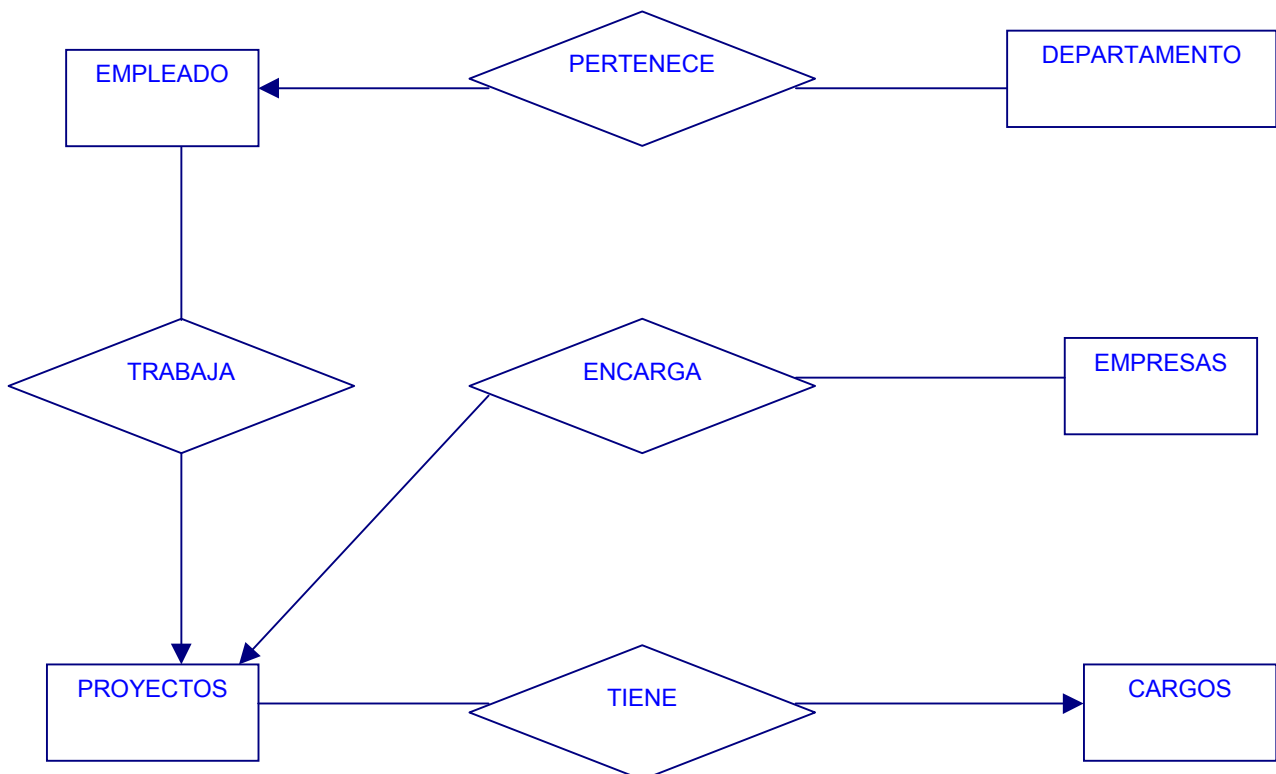 EMPLEADO
PERTENECE
DEPARTAMENTO
TRABAJA
ENCARGA
EMPRESAS
PROYECTOS
TIENE
CARGOS